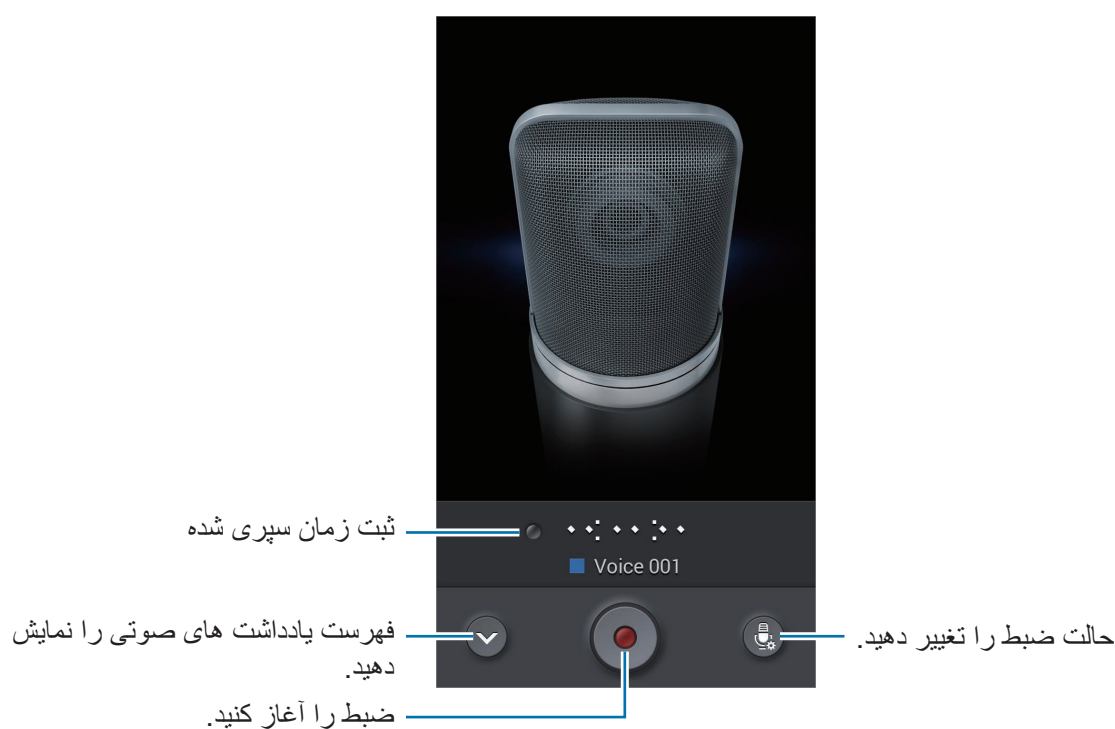 ثبت زمان سپری شده
۰۰:۰۰:۰۰
Voice 001
فهرست یادداشت های صوتی را نمایش
دهید.
حالت ضبط را تغییر دهید.
ضبط را آغاز کنید.